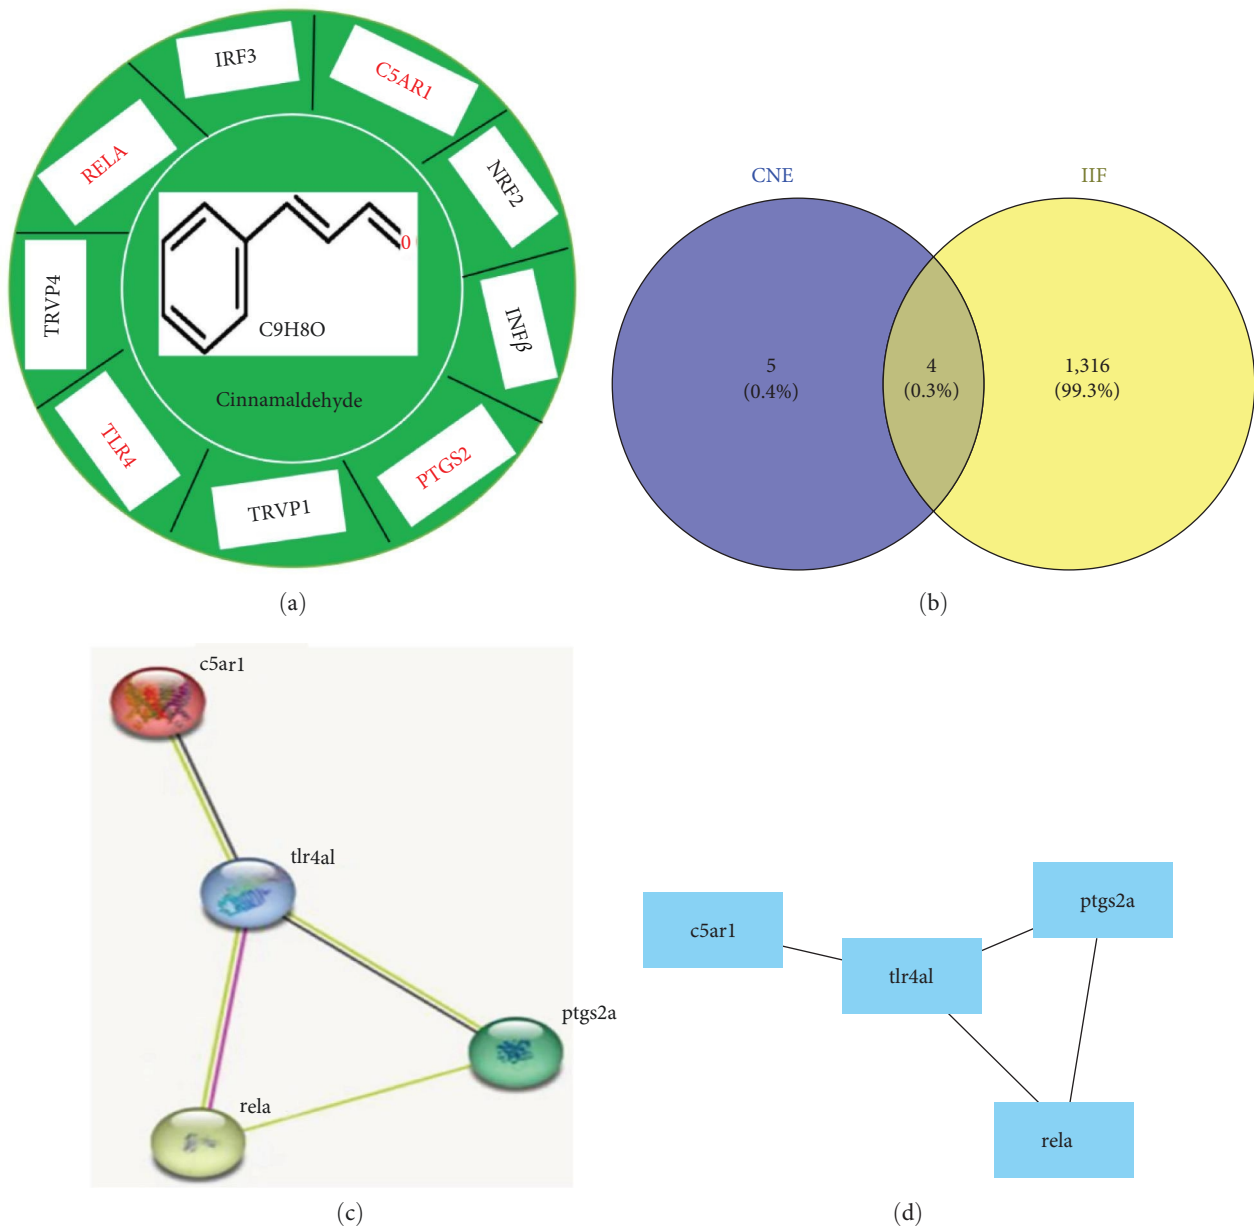 IRF3
C5AR1
RELA
NRF2
TRVP4
INFβ
TLR4
PTGS2
TRVP1
O
C9H8O
Cinnamaldehyde
(a)
CNE
IIF
5
(0.4%)
4
(0.3%)
1,316
(99.3%)
(b)
c5ar1
tlr4al
ptgs2a
rela
(c)
c5ar1
tlr4al
ptgs2a
rela
(d)